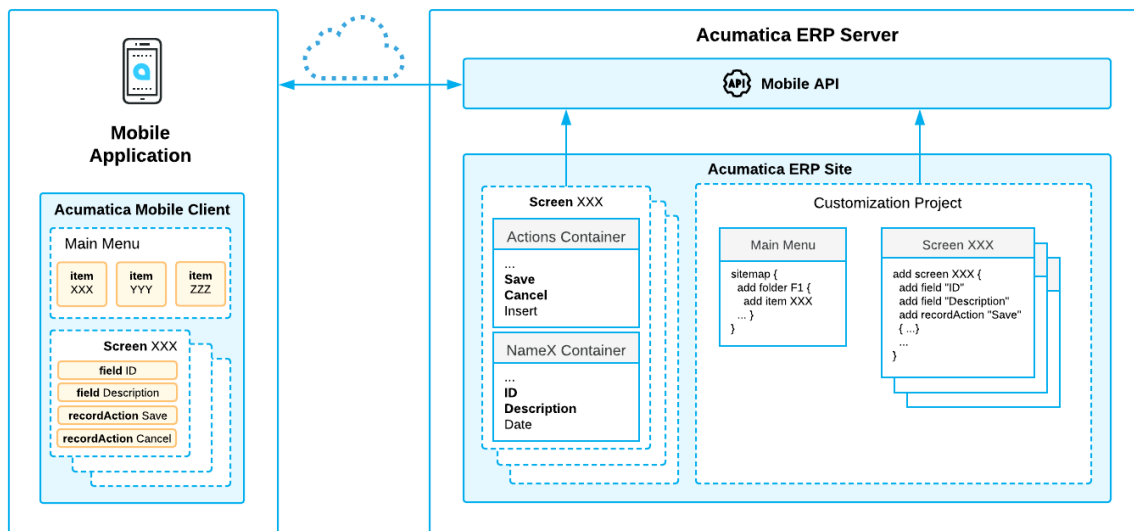 Mobile
Application
Acumatica Mobile Client
Main Menu
item
XXX
item
YYY
item
ZZZ
Screen XXX
field ID
field Description
recordAction Save
recordAction Cancel
Acumatica ERP Server
API
Mobile API
Acumatica ERP Site
Screen XXX
Actions Container
...
Save
Cancel
Insert
NameX Container
...
ID
Description
Date
Customization Project
Main Menu
sitemap {
add folder F1 {
add item XXX
... }
}
Screen XXX
add screen XXX {
add field "ID"
add field "Description"
add recordAction "Save"
{ ...}
...
}